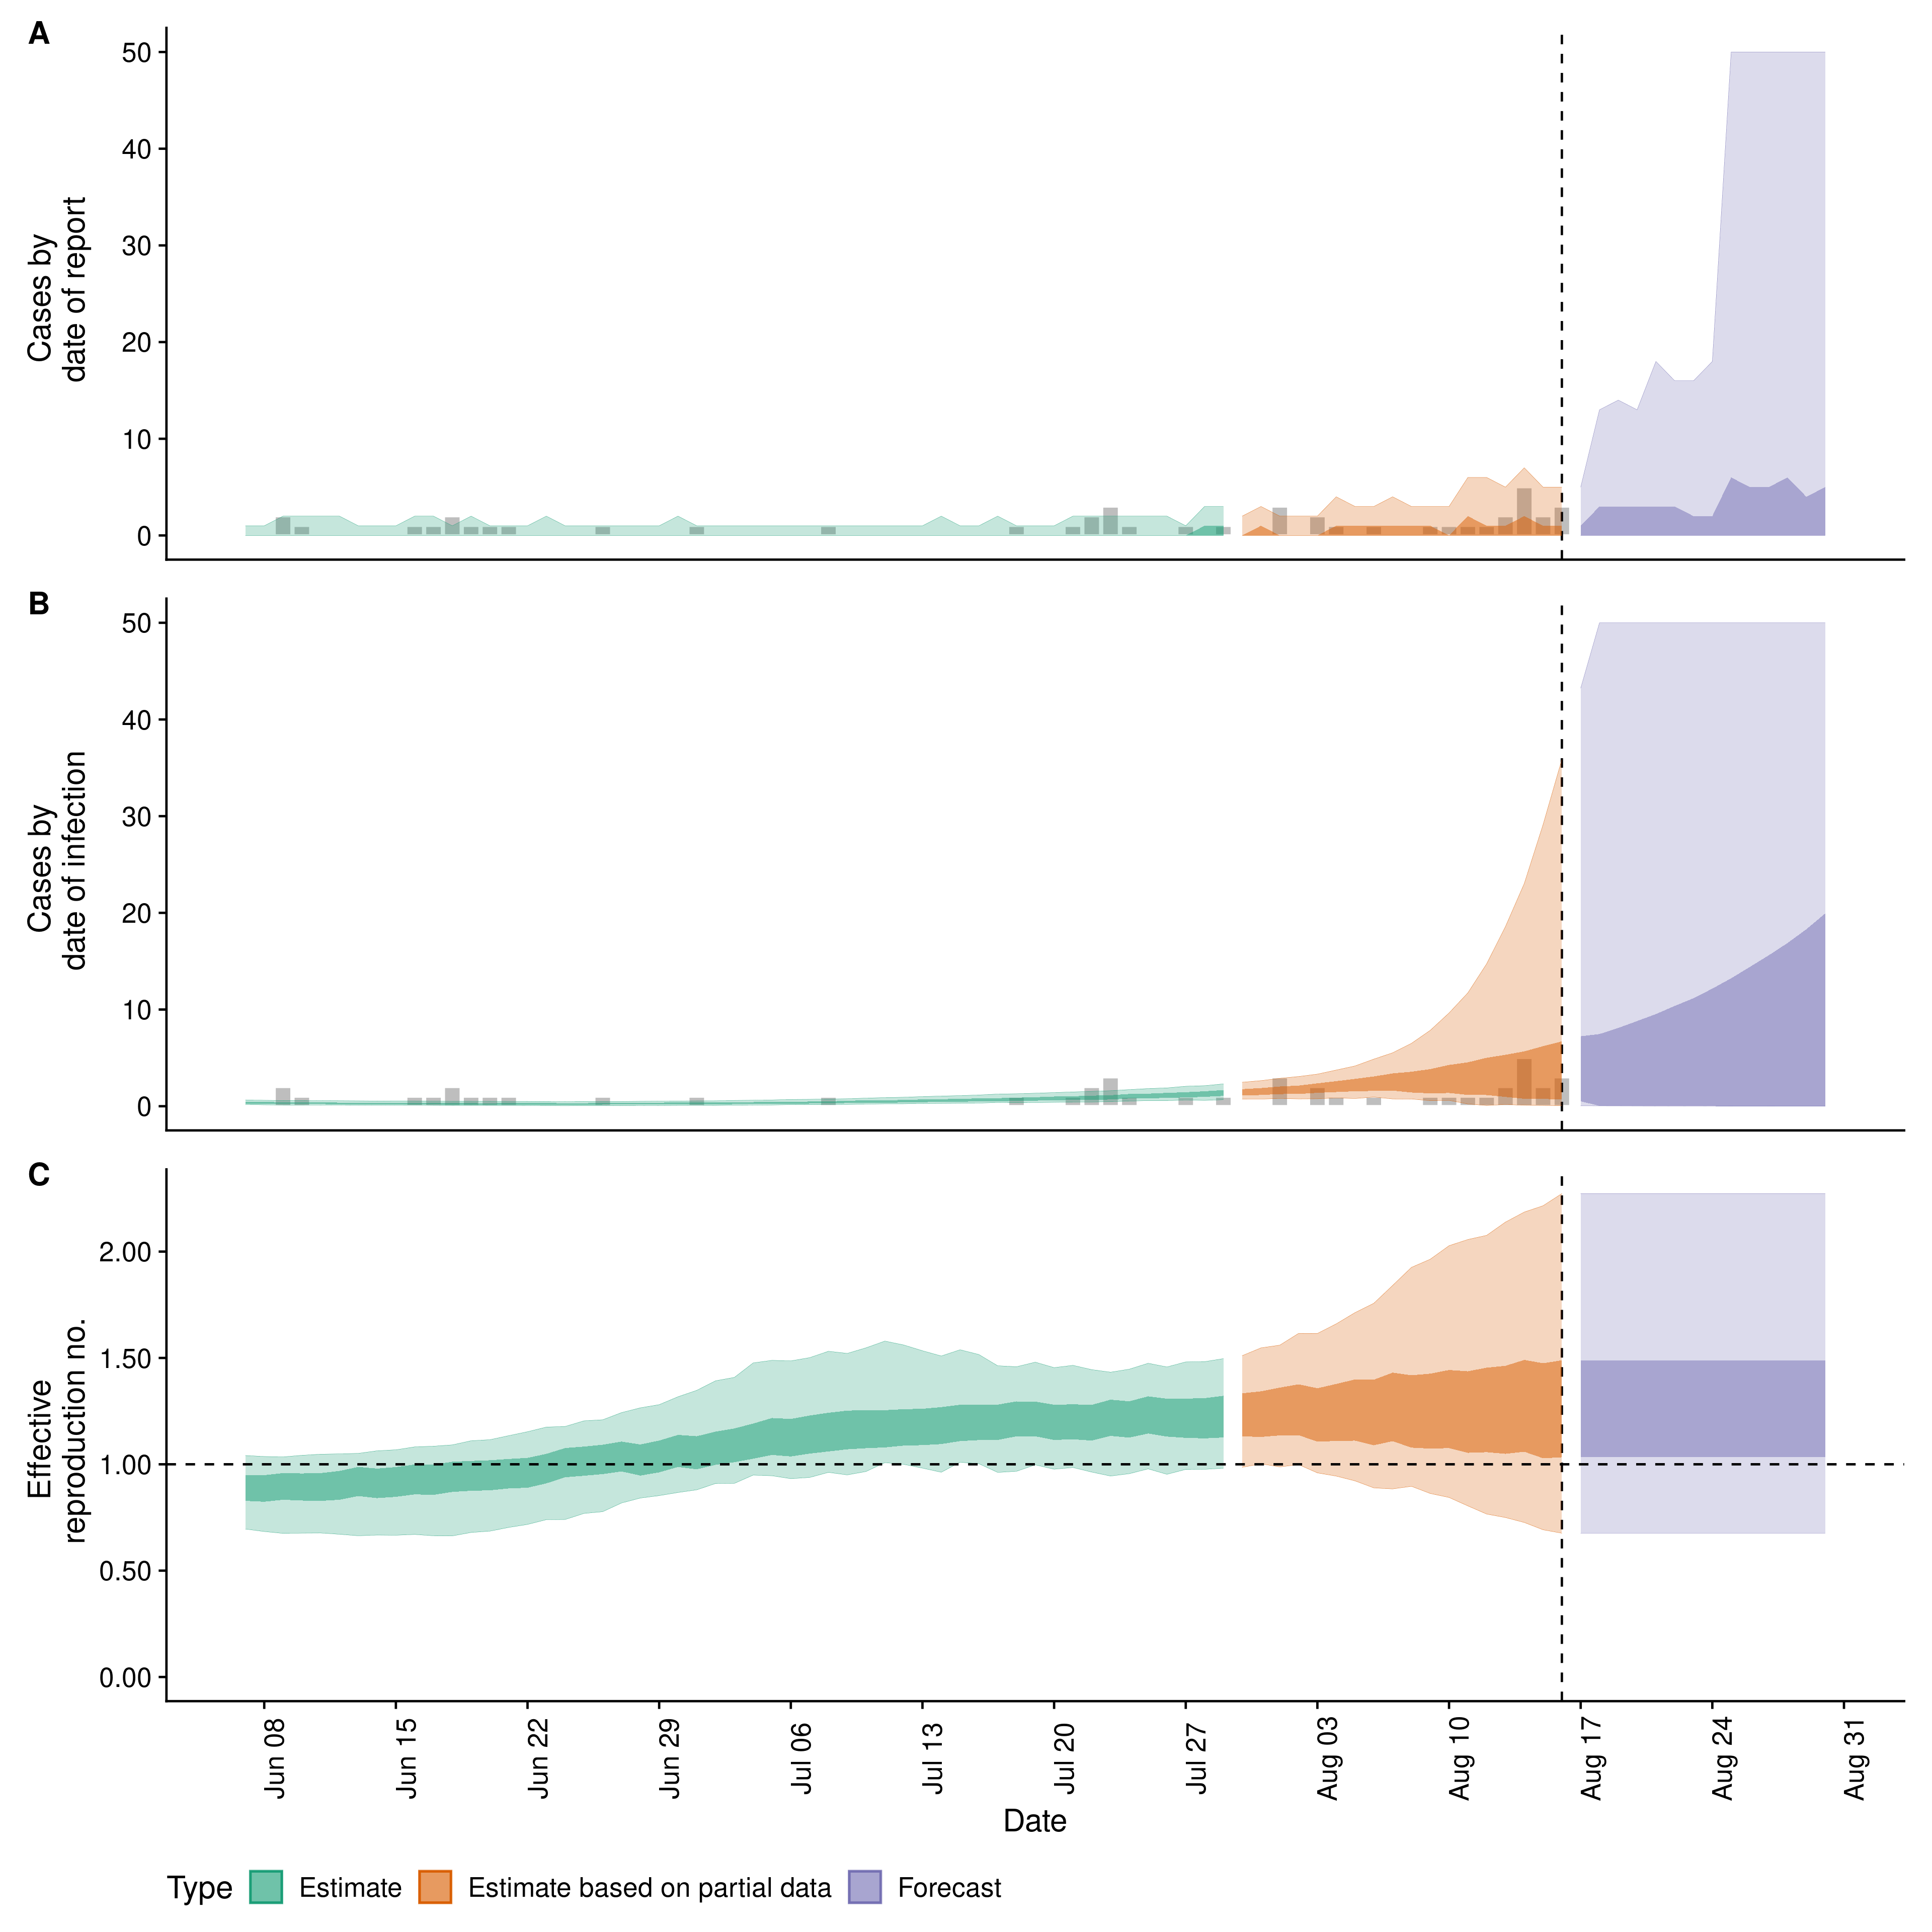 A
Cases by
date of report
50
40
30
20
10
0
B
Cases by
date of infection
50
40
30
20
10
0
C
Effective
reproduction no.
2.00
1.50
1.00
0.50
0.00
Jun 08
Jun 15
Jun 22
Jun 29
Jul 06
Jul 13
Jul 20
Jul 27
Aug 03
Aug 10
Aug 17
Aug 24
Aug 31
Date
Type Estimate Estimate based on partial data Forecast